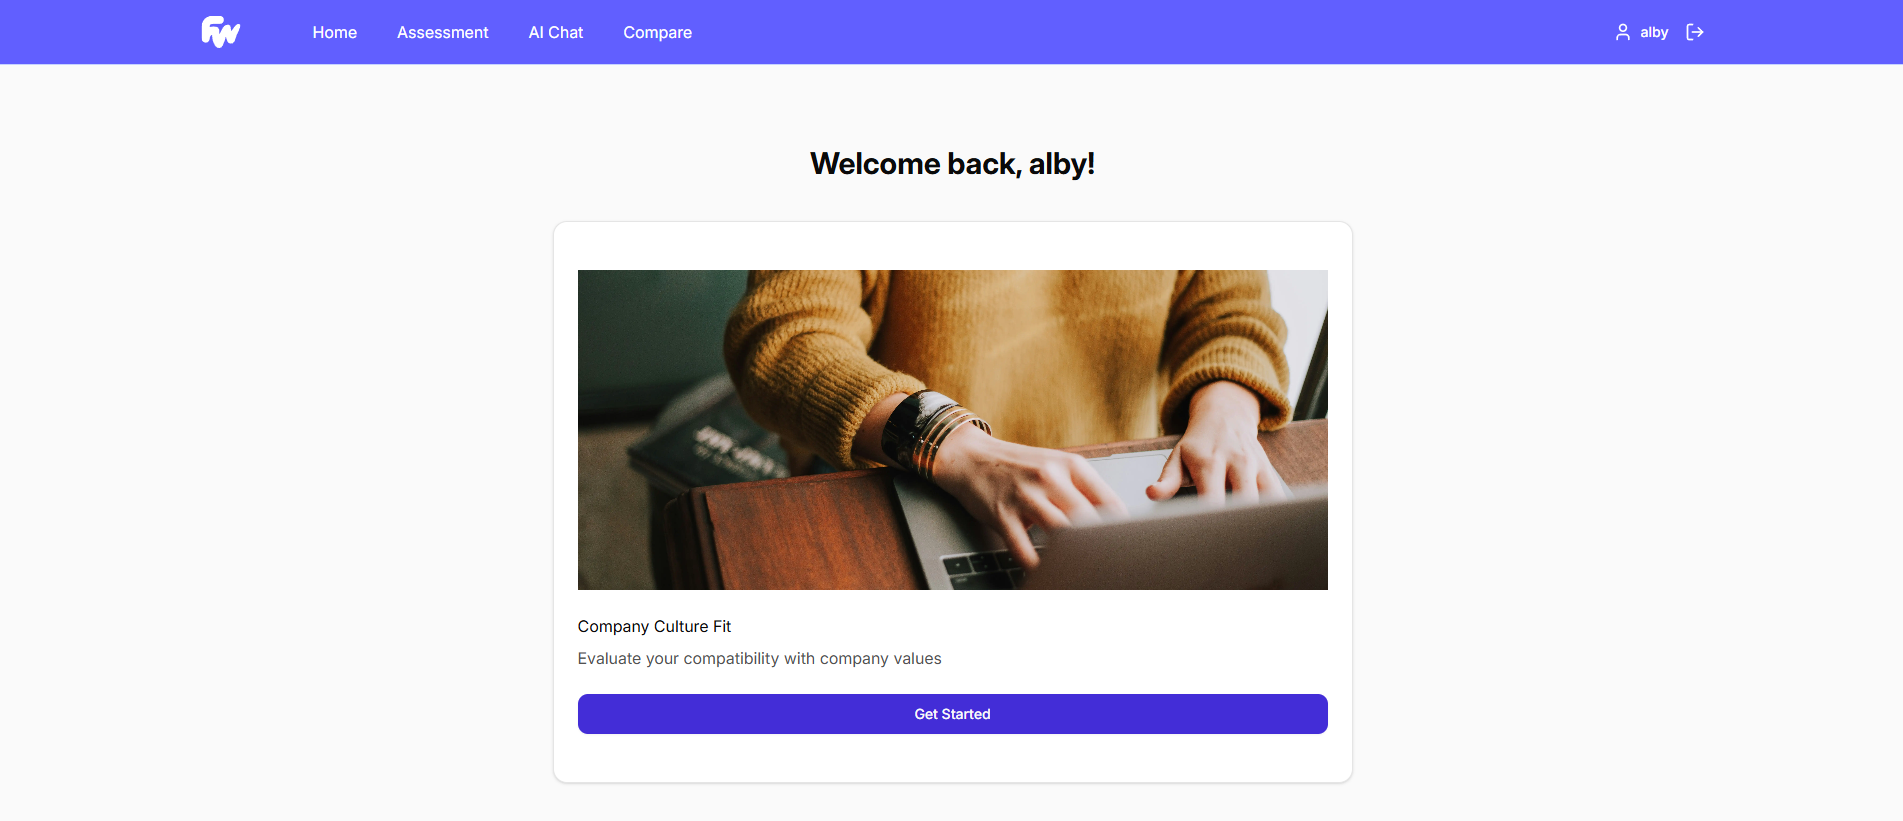 fw
Home Assessment AI Chat Compare
alby
Welcome back, alby!
Company Culture Fit
Evaluate your compatibility with company values
Get Started